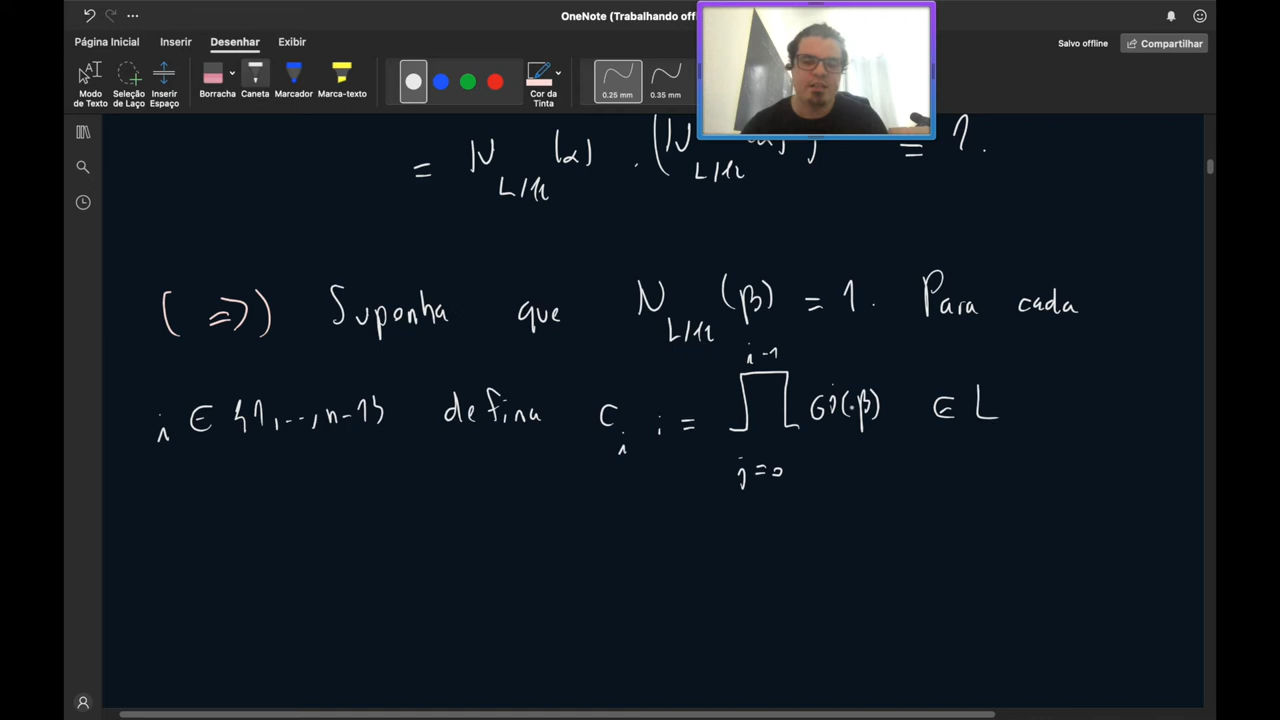 OneNote (Trabalhando off
Salvo offline
Compartilhar
Página Inicial Inserir Desenhar Exibir
Modo de Texto
Seleção de Laço
Inserir Espaço
Borracha
Caneta
Marcador
Marca-texto
Cor da Tinta
0.25 mm
0.35 mm
= N_{L/k} (α) . (N_{L/k} = 1.
(⇒) Suponha que N_{L/k} (β) = 1. Para cada
i ∈ {1,...,n-1} defina C_i := ∏_{j=0}^{i-1} σ^j(β) ∈ L